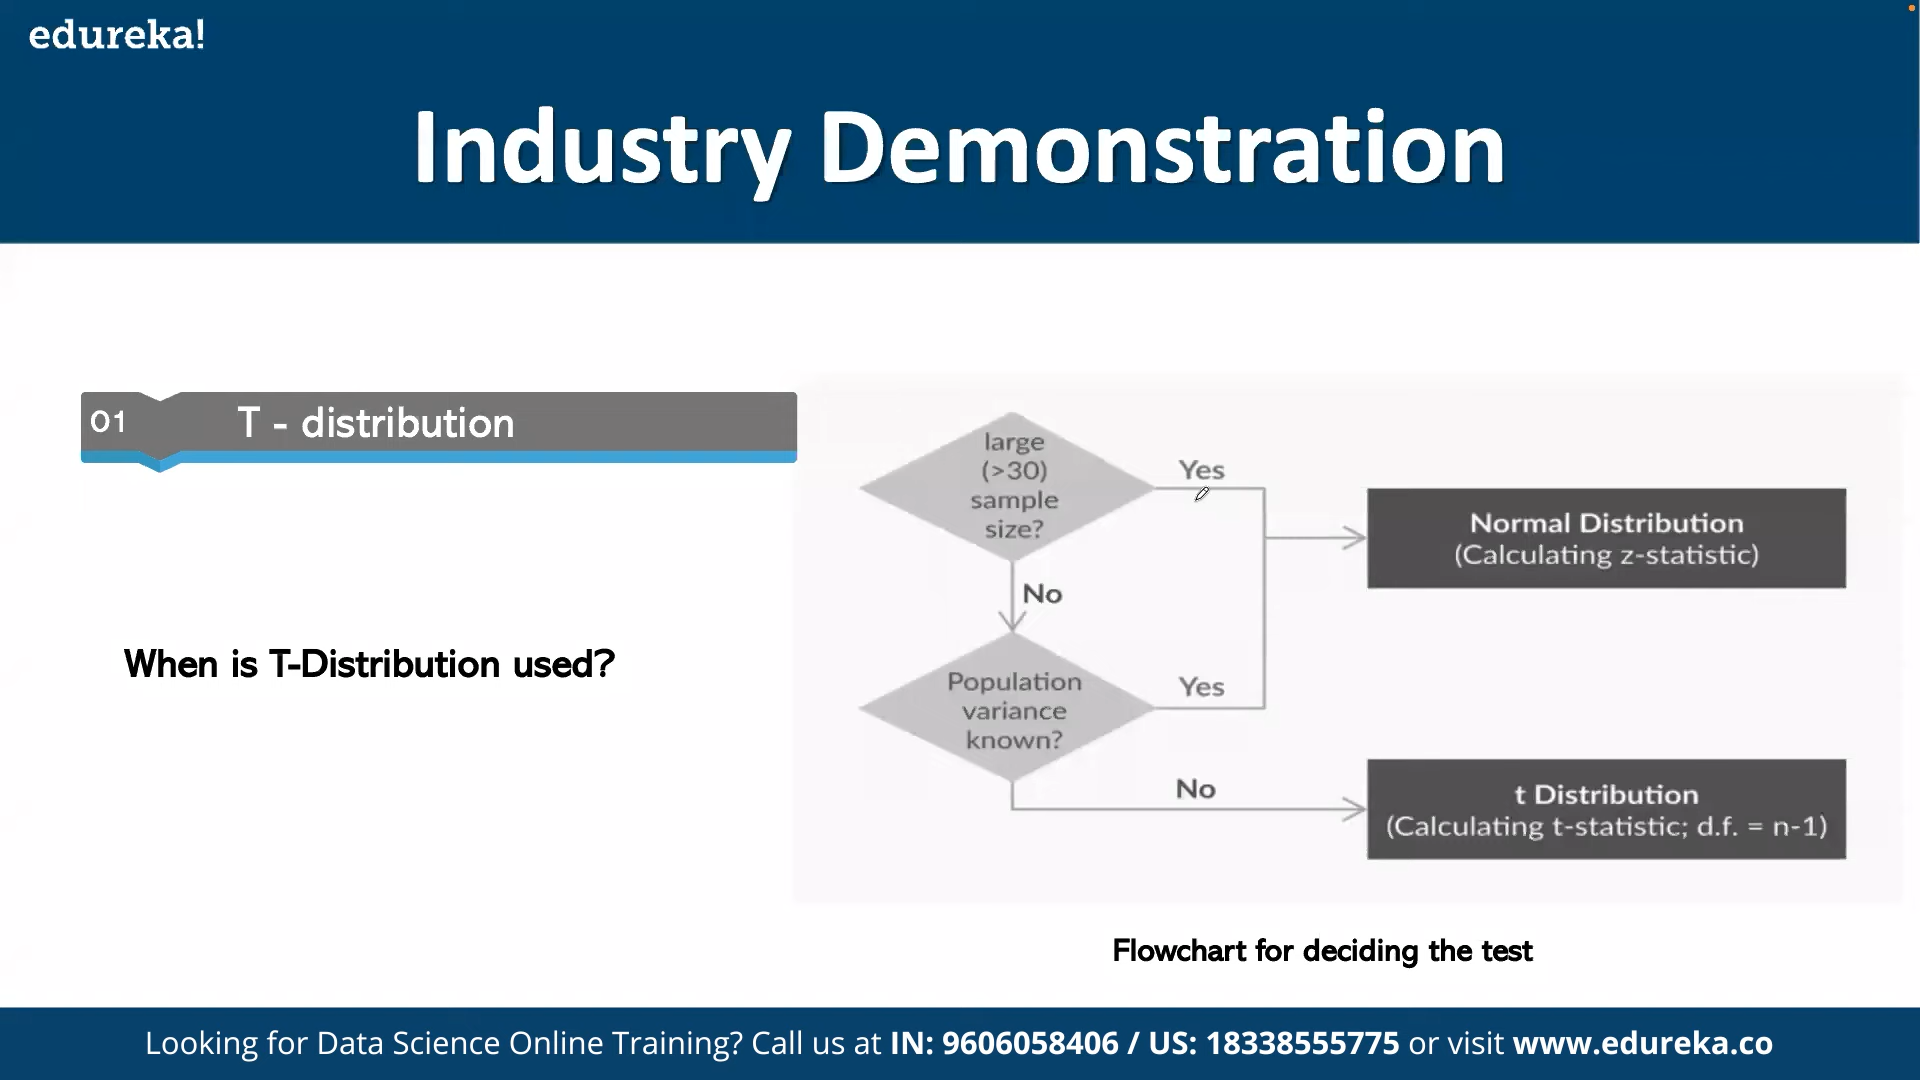 edureka!
Industry Demonstration
01
T - distribution
When is T-Distribution used?
large
(>30)
sample
size?
Yes
No
Normal Distribution
(Calculating z-statistic)
Population
variance
known?
Yes
No
t Distribution
(Calculating t-statistic; d.f. = n-1)
Flowchart for deciding the test
Looking for Data Science Online Training? Call us at IN: 9606058406 / US: 18338555775 or visit www.edureka.co